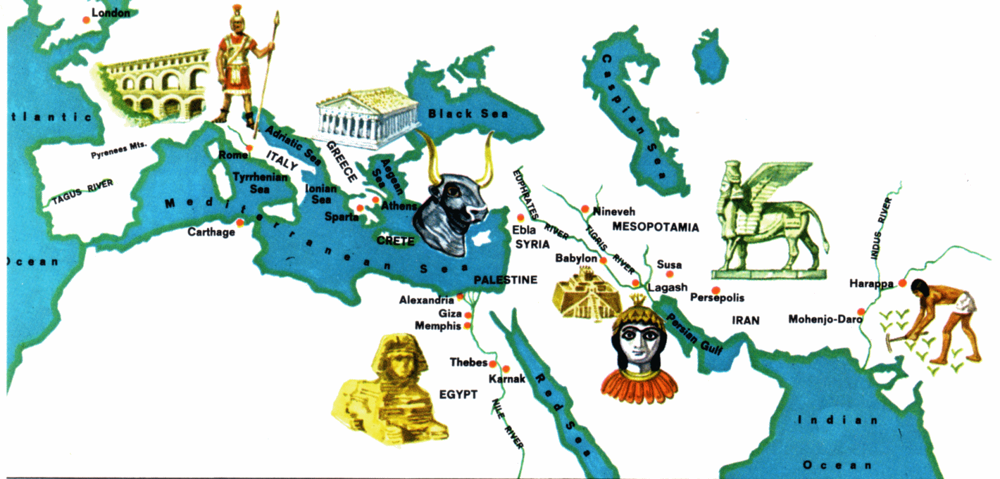 London
tlantic
Ocean
Pyrenees Mts.
TAGUS RIVER
Rome
ITALY
Adriatic Sea
Tyrrhenian
Sea
Ionian
Sea
GREECE
Aegean
Sea
Athens
Sparta
CRETE
Carthage
Mediterranean Sea
Black Sea
Caspian Sea
EUPHRATES RIVER
TIGRIS RIVER
Nineveh
MESOPOTAMIA
Ebla
SYRIA
Babylon
Susa
Lagash
Persepolis
PALESTINE
Alexandria
Giza
Memphis
Thebes
Karnak
EGYPT
NILE RIVER
Red Sea
Persian Gulf
IRAN
INDUS RIVER
Harappa
Mohenjo-Daro
Indian
Ocean